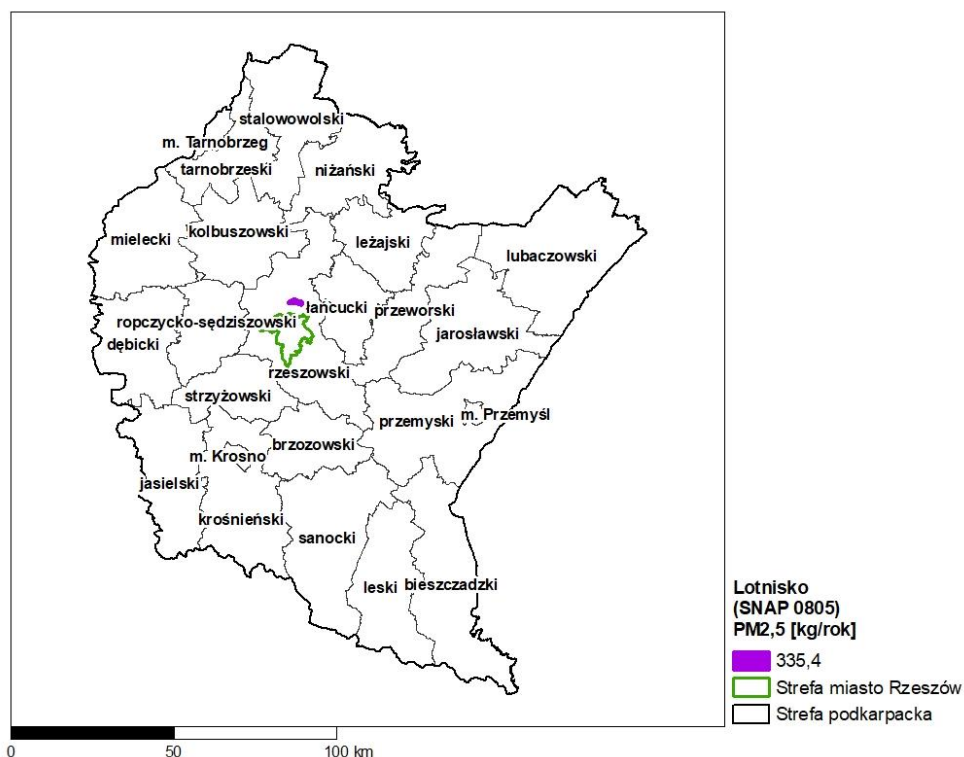 stalowowolski
m. Tarnobrzeg
tarnobrzeski
niżański
mielecki
kolbuszowski
leżajski
lubaczowski
łańcucki
przeworski
ropczycko-sędziszowski
jarosławski
dębicki
rzeszowski
strzyżowski
przemyski
m. Przemyśl
brzozowski
m. Krosno
jasielski
krośnieński
sanocki
leski
bieszczadzki
Lotnisko
(SNAP 0805)
PM2,5 [kg/rok]
335,4
Strefa miasto Rzeszów
Strefa podkarpacka
0 50 100 km